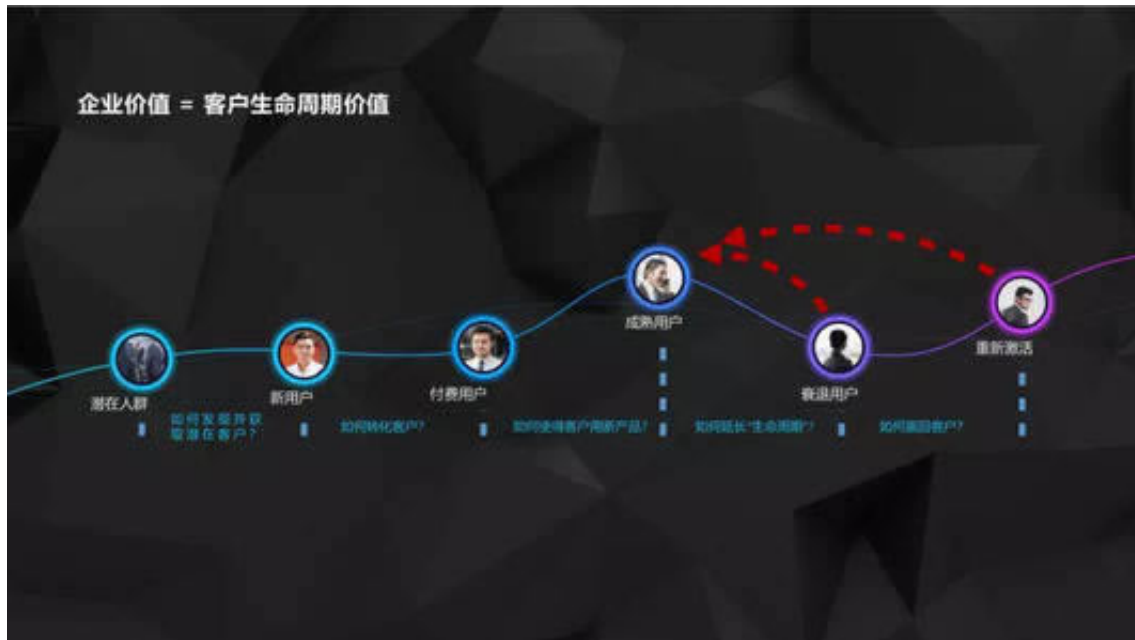 企业价值 = 客户生命周期价值
成熟用户
重新激活
潜在人群
新用户
付费用户
衰退用户
如何发掘并获
取潜在客户？
如何转化客户？
如何使得客户用新产品？
如何延长“生命周期”？
如何赢回客户？